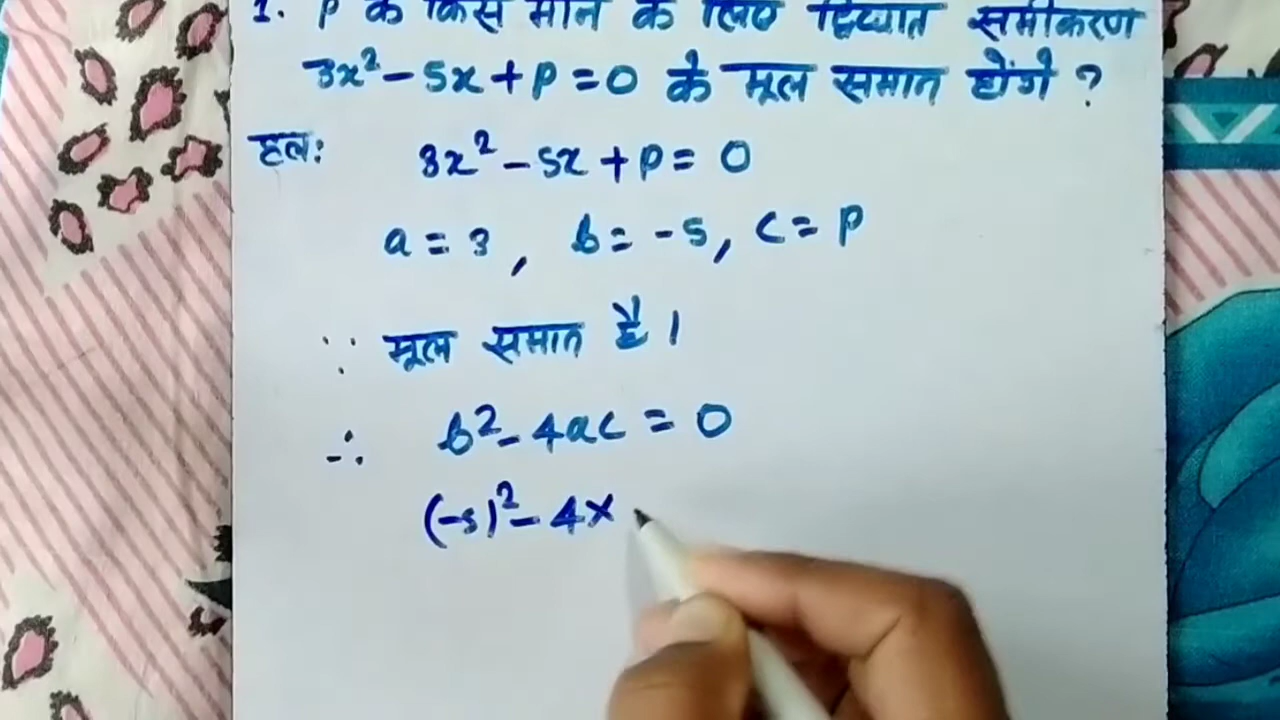 1. P के किस मान के लिए द्विघात समीकरण
3x² - 5x + P = 0 के मूल समान होंगे ?
हलः 3x² - 5x + P = 0
a = 3 , b = -5, c = P
∵ मूल समान है ।
∴ b² - 4ac = 0
(-5)² - 4×